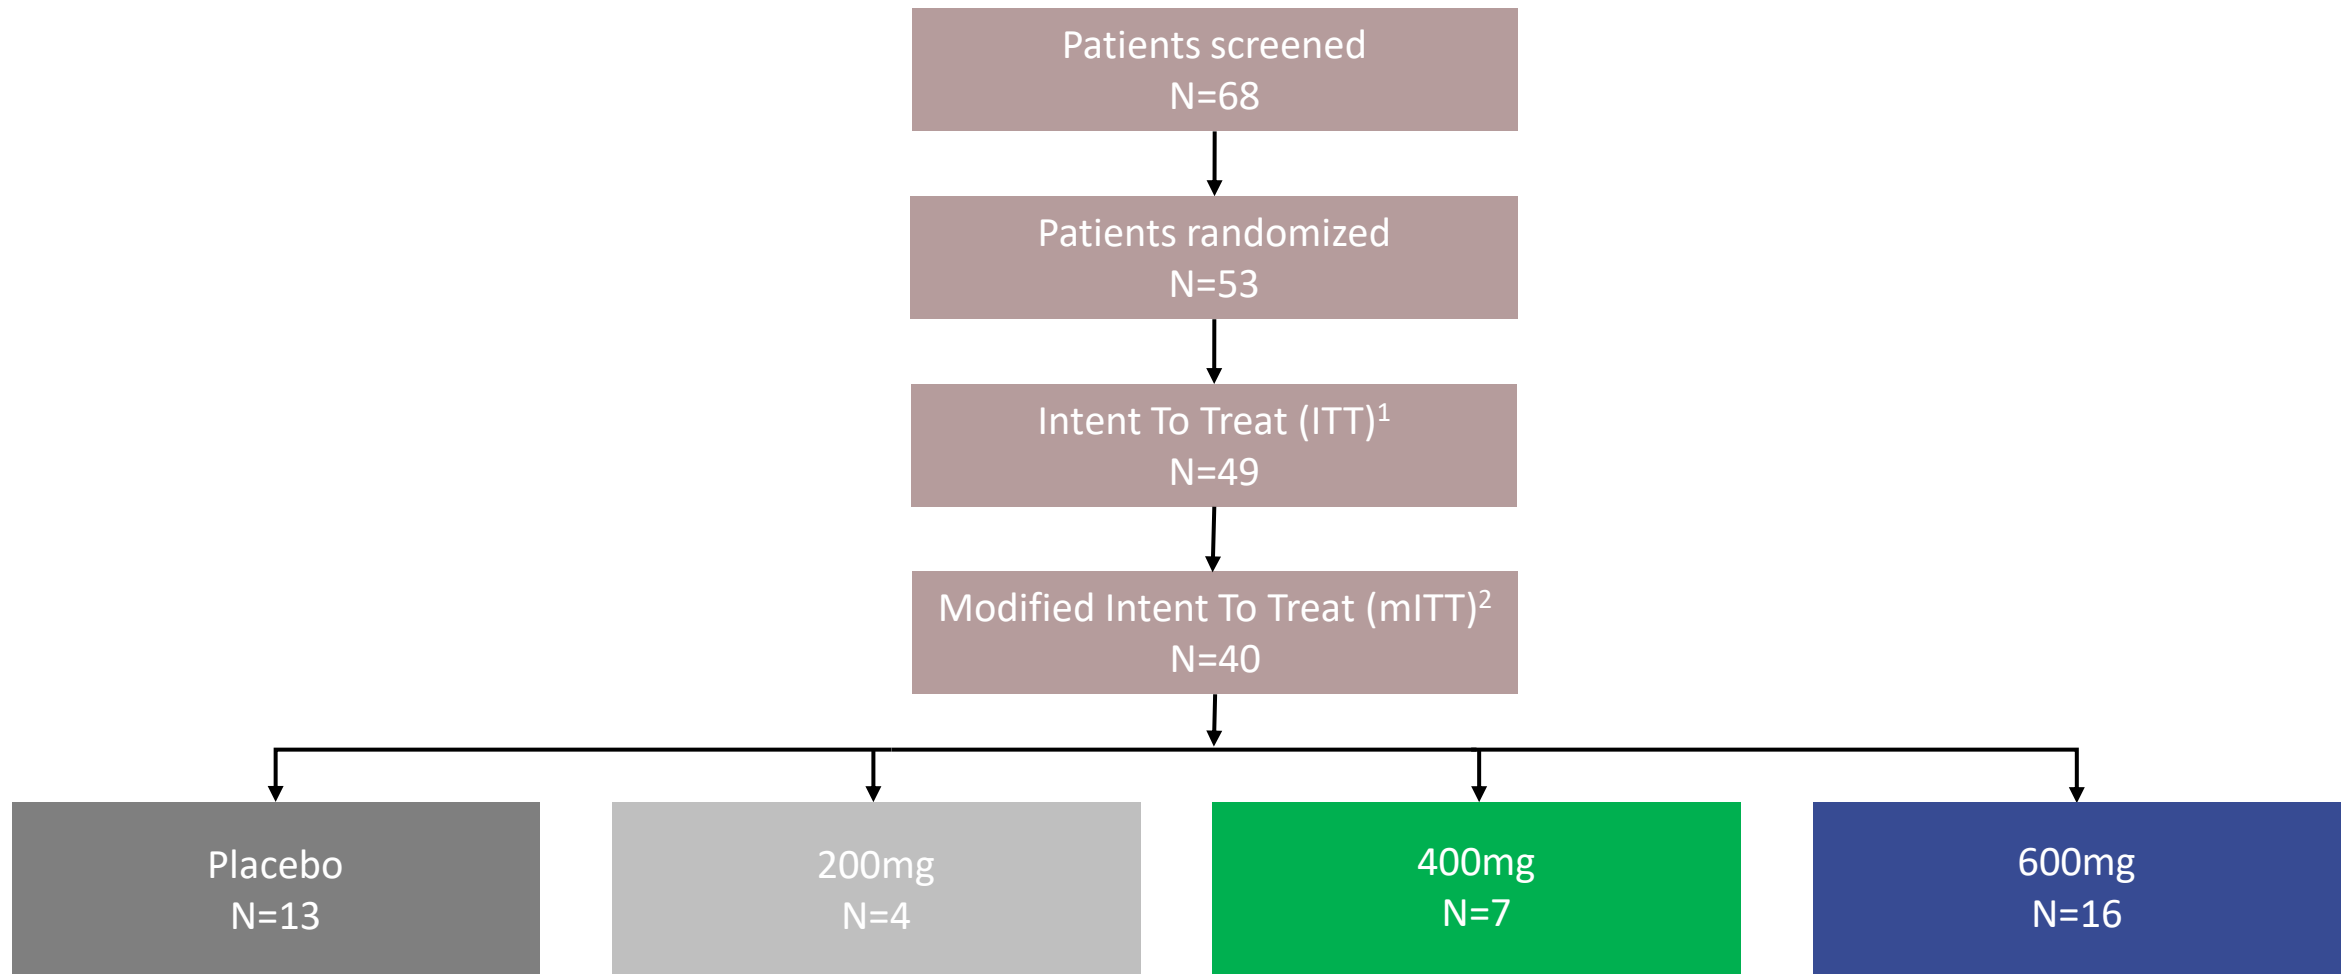 Patients screened
N=68
Patients randomized
N=53
Intent To Treat (ITT)1
N=49
Modified Intent To Treat (mITT)2
N=40
Placebo
N=13
200mg
N=4
400mg
N=7
600mg
N=16